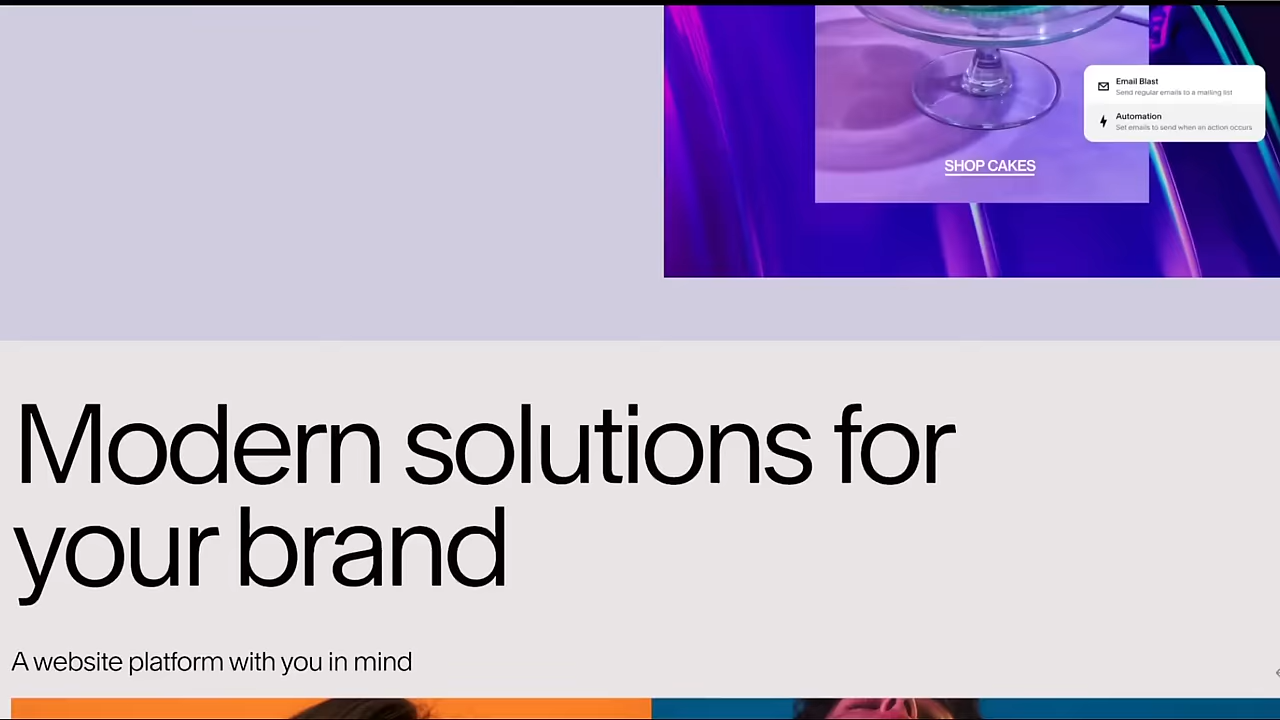 Email Blast
Send regular emails to a mailing list
Automation
Set emails to send when an action occurs
SHOP CAKES
Modern solutions for
your brand
A website platform with you in mind